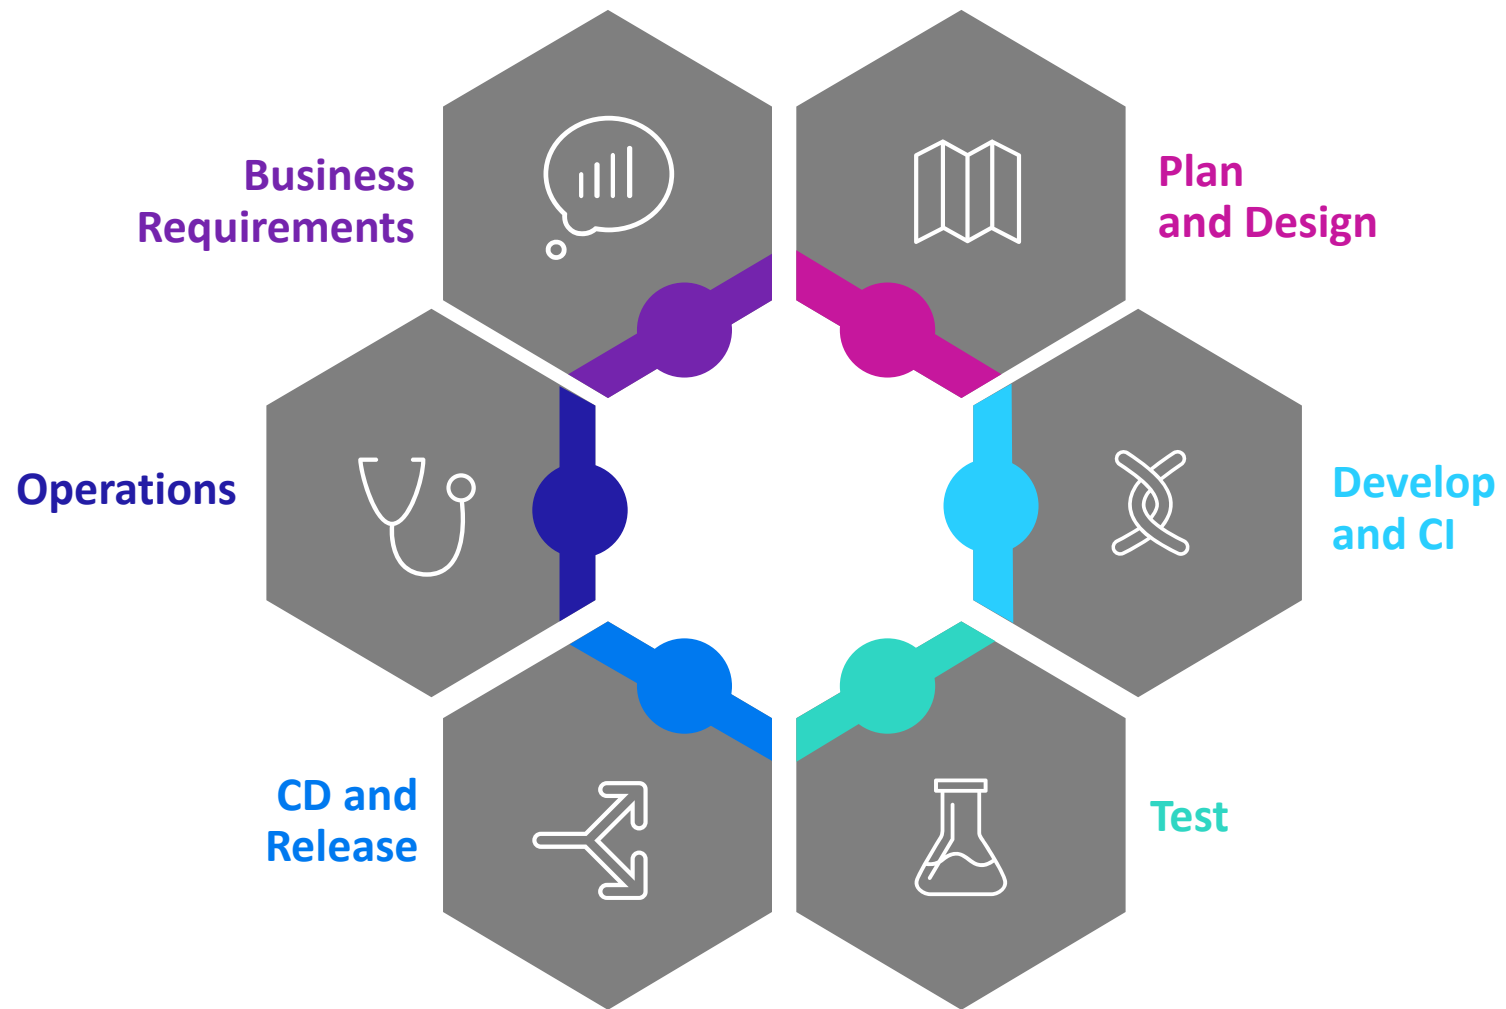 Business
Requirements
Plan
and Design
Operations
Develop
and CI
CD and
Release
Test